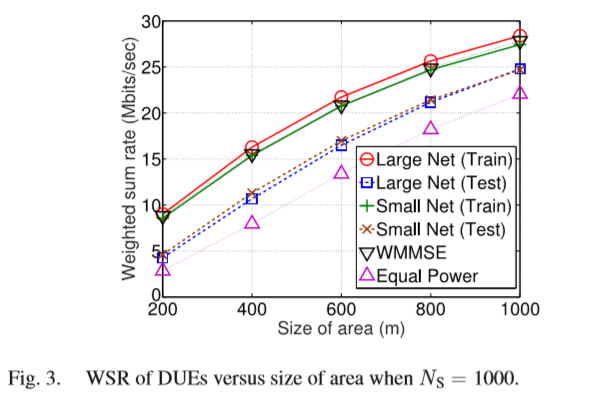 30
25
20
15
10
5
0
Weighted sum rate (Mbits/sec)
Large Net (Train)
Large Net (Test)
Small Net (Train)
Small Net (Test)
WMMSE
Equal Power
200 400 600 800 1000
Size of area (m)
Fig. 3. WSR of DUEs versus size of area when N_S = 1000.